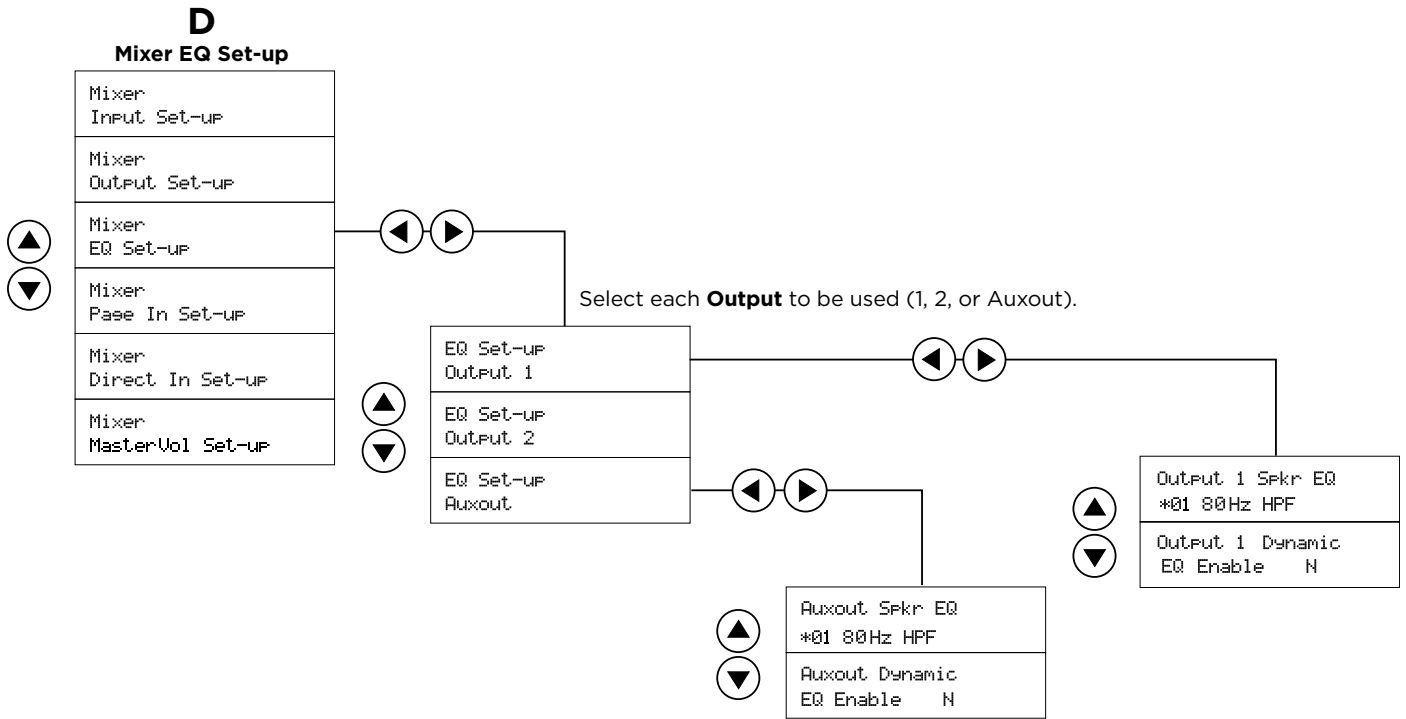 D
Mixer EQ Set-up
Mixer
Input Set-up
Mixer
Output Set-up
Mixer
EQ Set-up
Mixer
Page In Set-up
Mixer
Direct In Set-up
Mixer
MasterVol Set-up
Select each Output to be used (1, 2, or Auxout).
EQ Set-up
Output 1
EQ Set-up
Output 2
EQ Set-up
Auxout
Output 1 Spkr EQ
*01 80Hz HPF
Output 1 Dynamic
EQ Enable N
Auxout Spkr EQ
*01 80Hz HPF
Auxout Dynamic
EQ Enable N